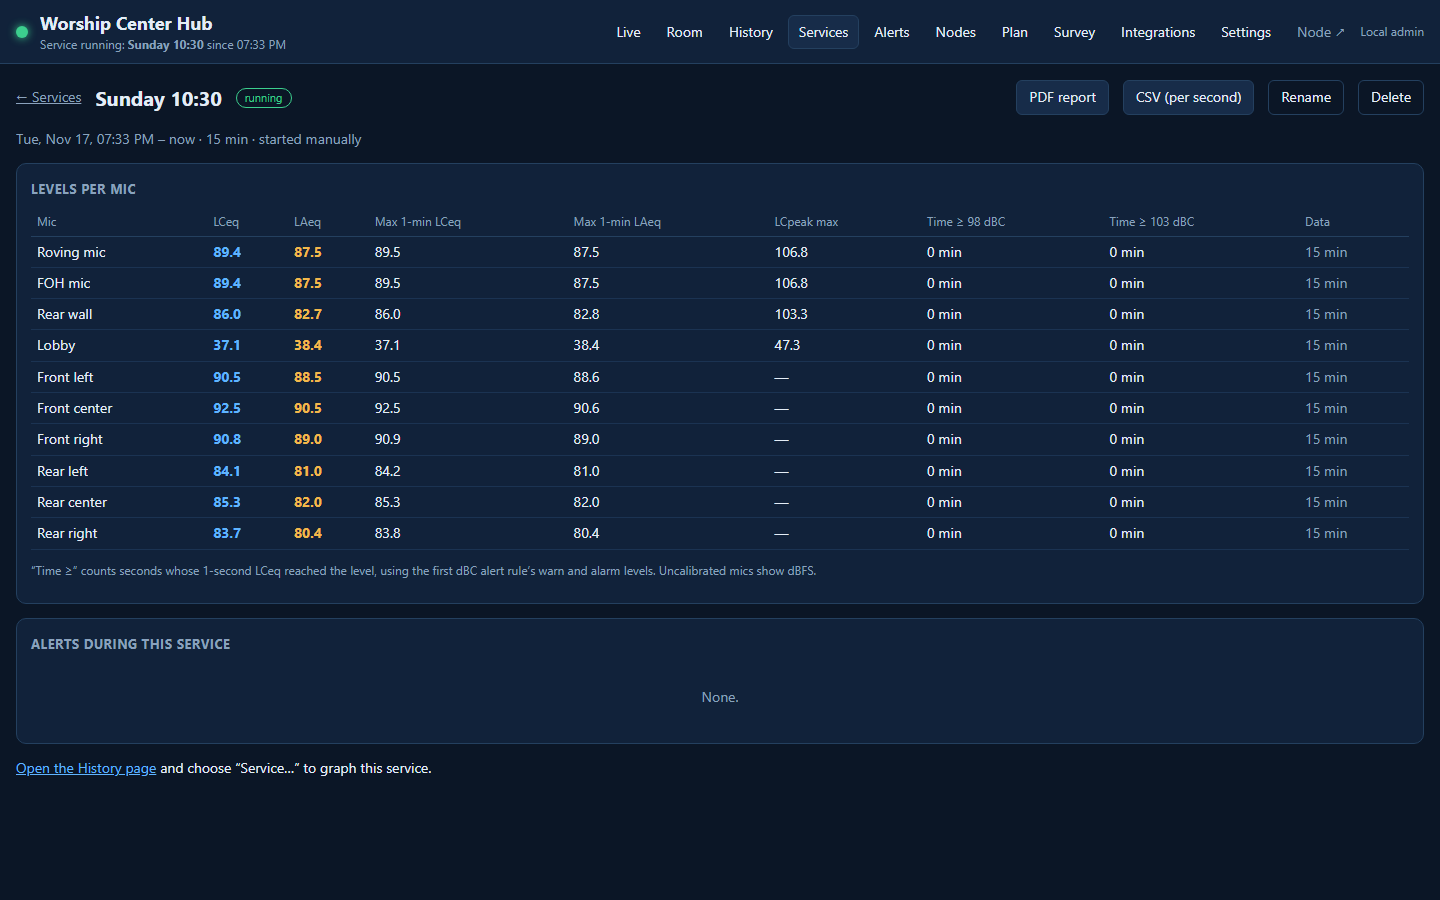 Worship Center Hub
Service running: Sunday 10:30 since 07:33 PM
Live Room History Services Alerts Nodes Plan Survey Integrations Settings Node ↗ Local admin
← Services Sunday 10:30 running PDF report CSV (per second) Rename Delete
Tue, Nov 17, 07:33 PM – now · 15 min · started manually
LEVELS PER MIC
Mic LCeq LAeq Max 1-min LCeq Max 1-min LAeq LCpeak max Time ≥ 98 dBC Time ≥ 103 dBC Data
Roving mic 89.4 87.5 89.5 87.5 106.8 0 min 0 min 15 min
FOH mic 89.4 87.5 89.5 87.5 106.8 0 min 0 min 15 min
Rear wall 86.0 82.7 86.0 82.8 103.3 0 min 0 min 15 min
Lobby 37.1 38.4 37.1 38.4 47.3 0 min 0 min 15 min
Front left 90.5 88.5 90.5 88.6 — 0 min 0 min 15 min
Front center 92.5 90.5 92.5 90.6 — 0 min 0 min 15 min
Front right 90.8 89.0 90.9 89.0 — 0 min 0 min 15 min
Rear left 84.1 81.0 84.2 81.0 — 0 min 0 min 15 min
Rear center 85.3 82.0 85.3 82.0 — 0 min 0 min 15 min
Rear right 83.7 80.4 83.8 80.4 — 0 min 0 min 15 min
“Time ≥” counts seconds whose 1-second LCeq reached the level, using the first dBC alert rule’s warn and alarm levels. Uncalibrated mics show dBFS.
ALERTS DURING THIS SERVICE
None.
Open the History page and choose “Service…” to graph this service.